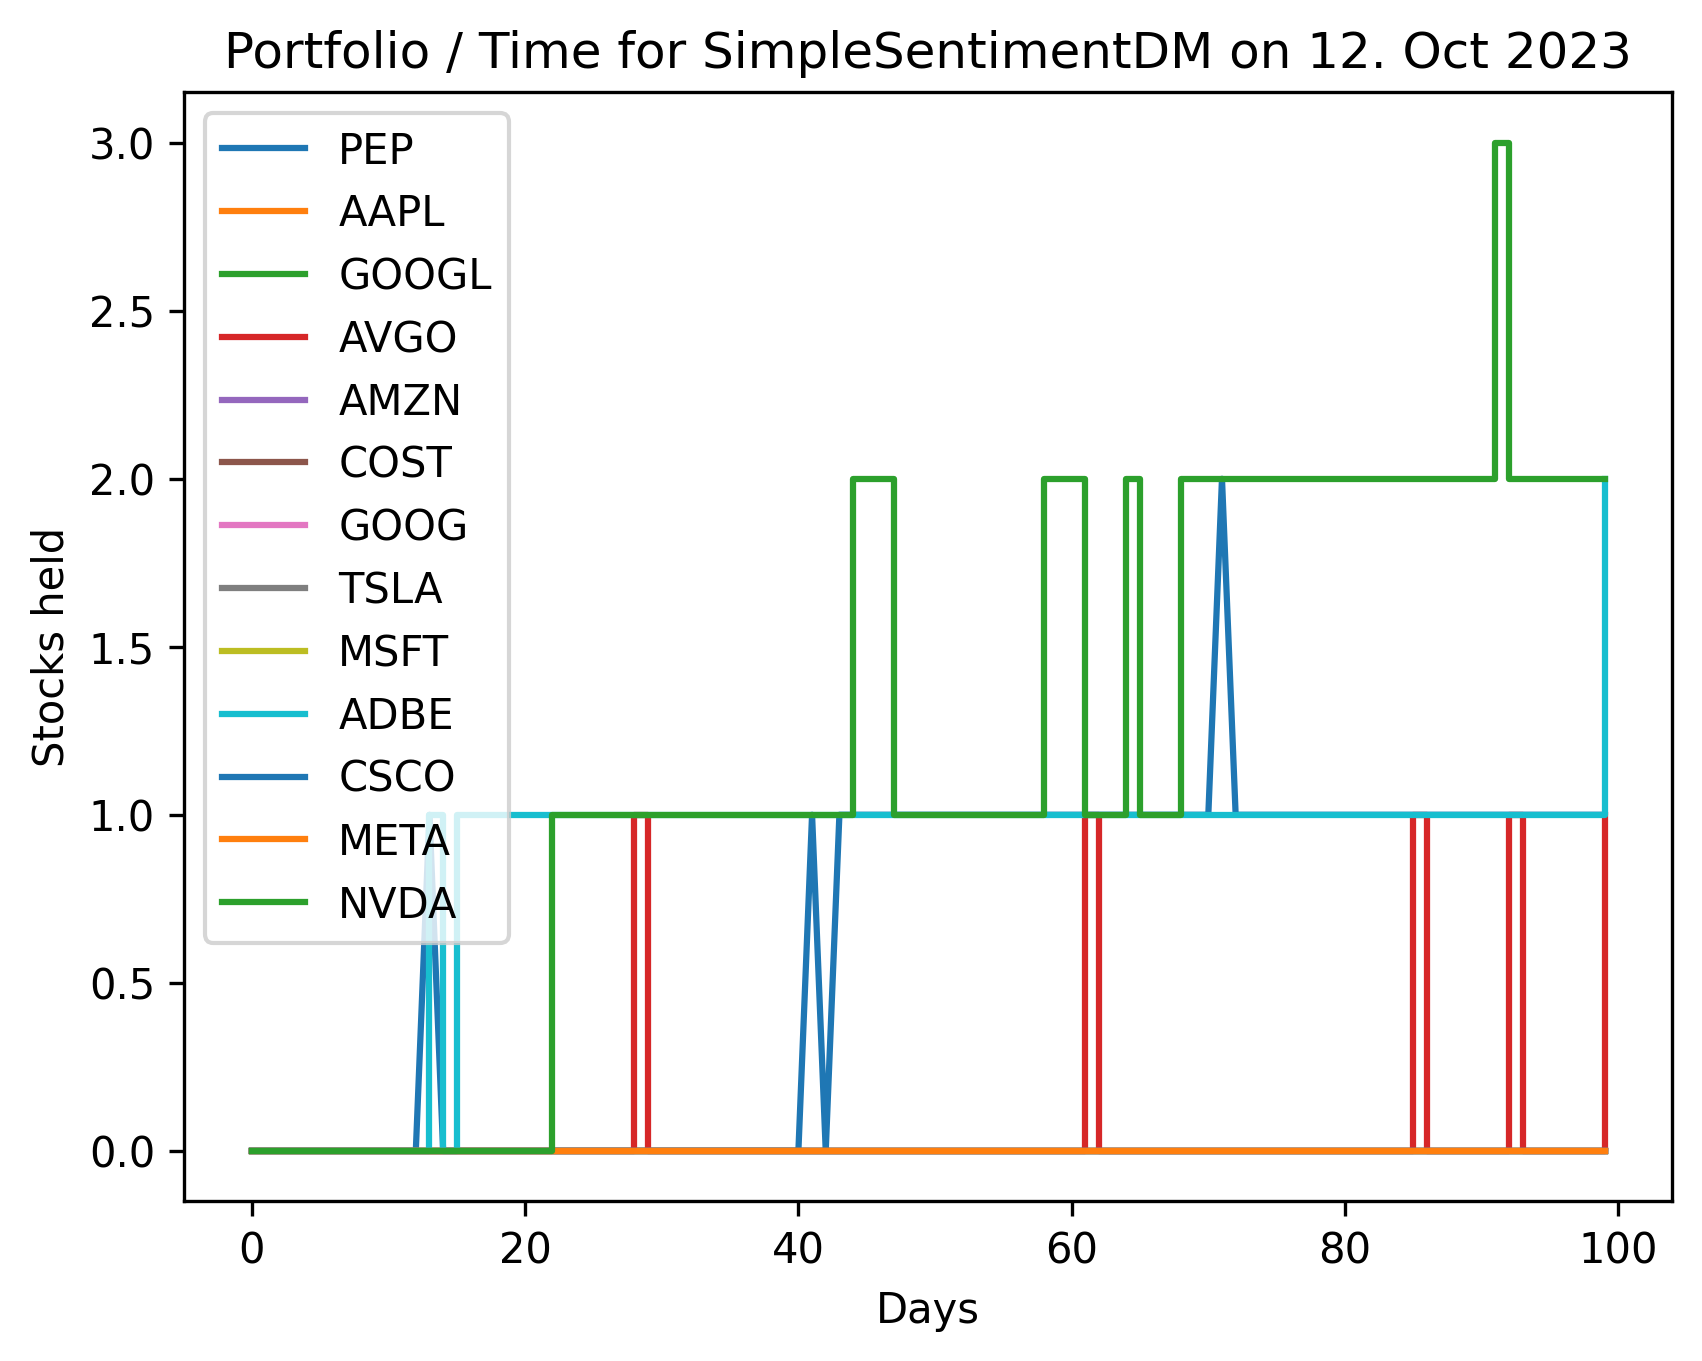 Portfolio / Time for SimpleSentimentDM on 12. Oct 2023
3.0
2.5
2.0
1.5
1.0
0.5
0.0
Stocks held
PEP
AAPL
GOOGL
AVGO
AMZN
COST
GOOG
TSLA
MSFT
ADBE
CSCO
META
NVDA
0 20 40 60 80 100
Days